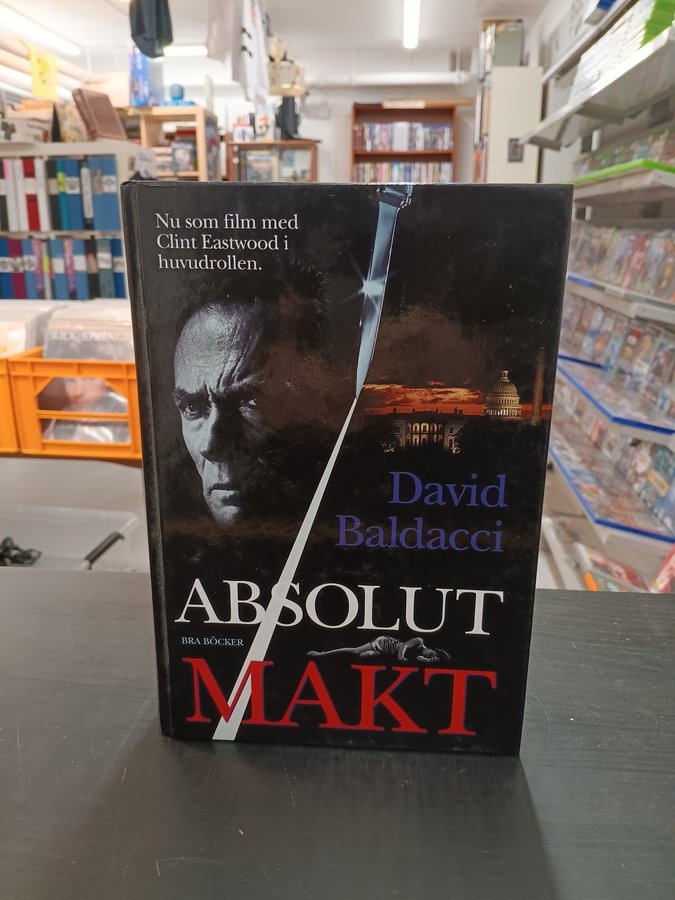 Nu som film med
Clint Eastwood i
huvudrollen.
David
Baldacci
ABSOLUT
BRA BÖCKER
MAKT